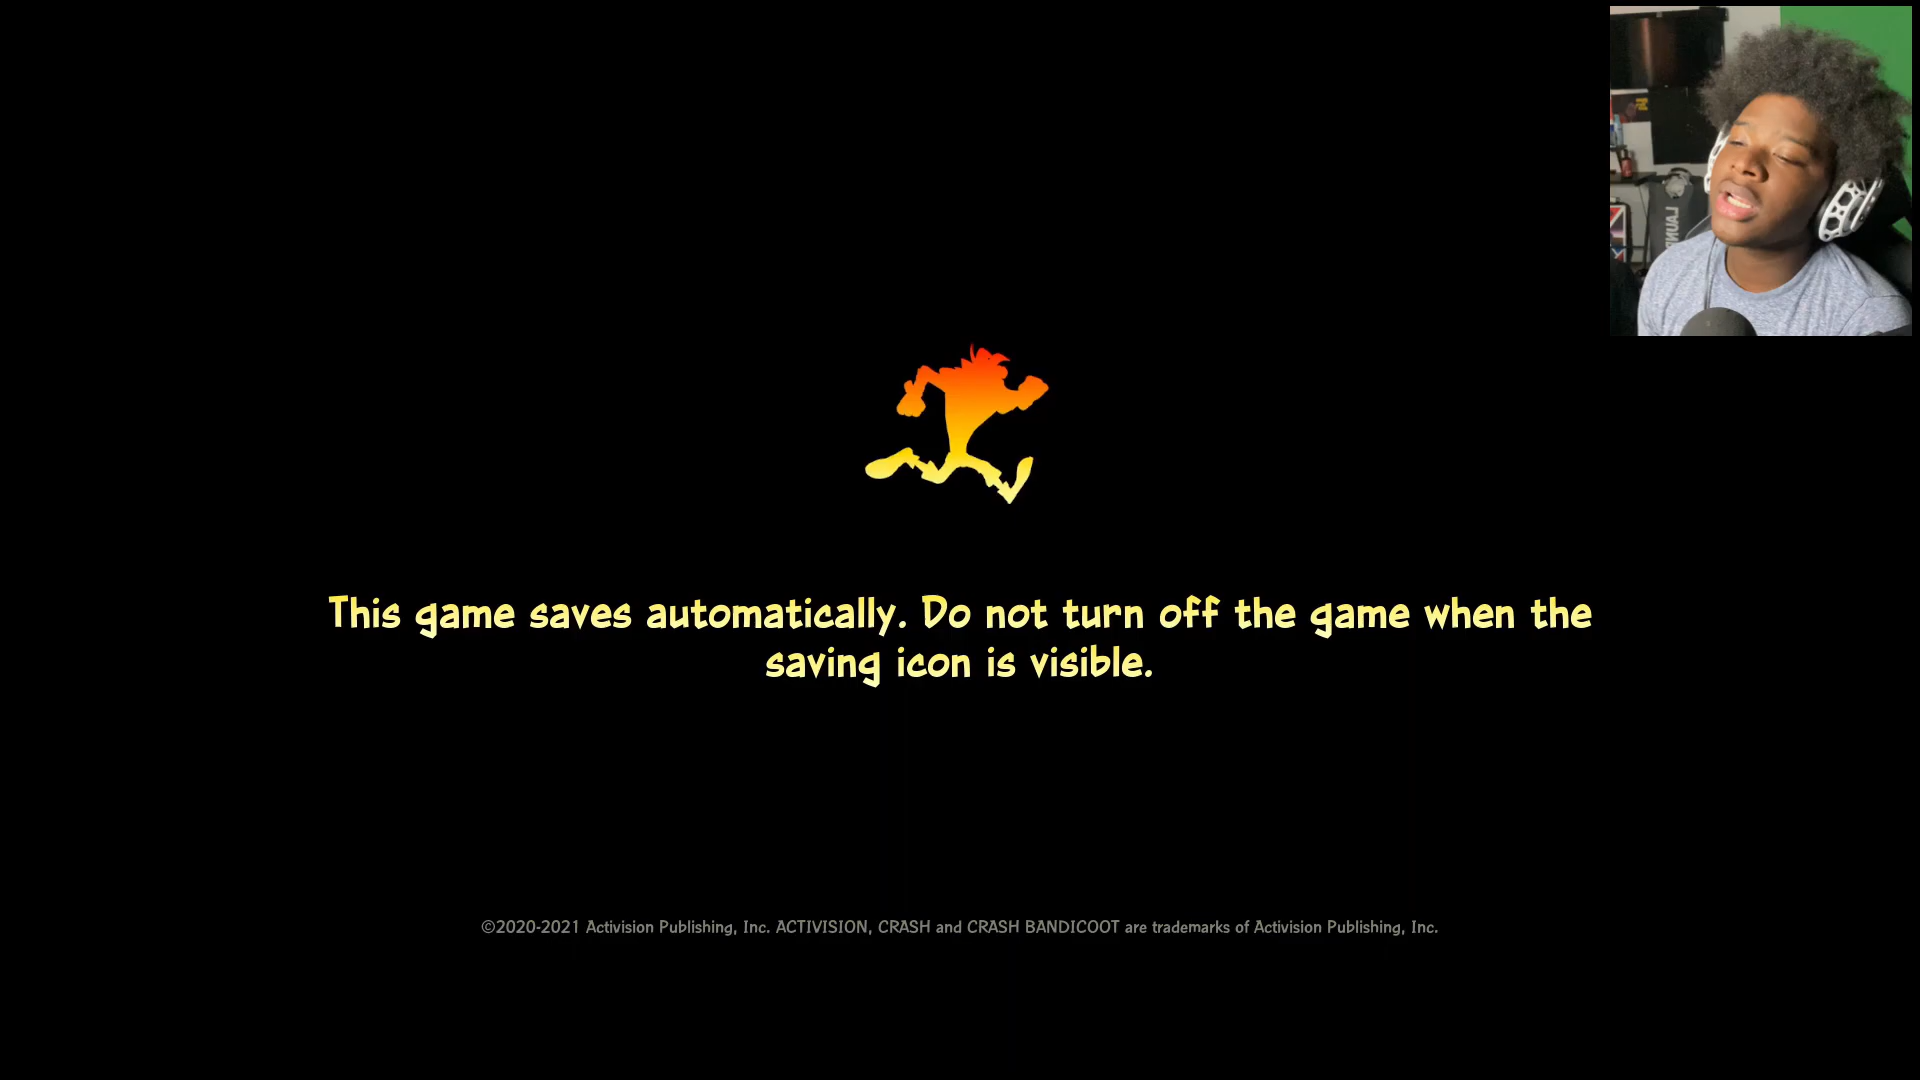 This game saves automatically. Do not turn off the game when the
saving icon is visible.
©2020-2021 Activision Publishing, Inc. ACTIVISION, CRASH and CRASH BANDICOOT are trademarks of Activision Publishing, Inc.